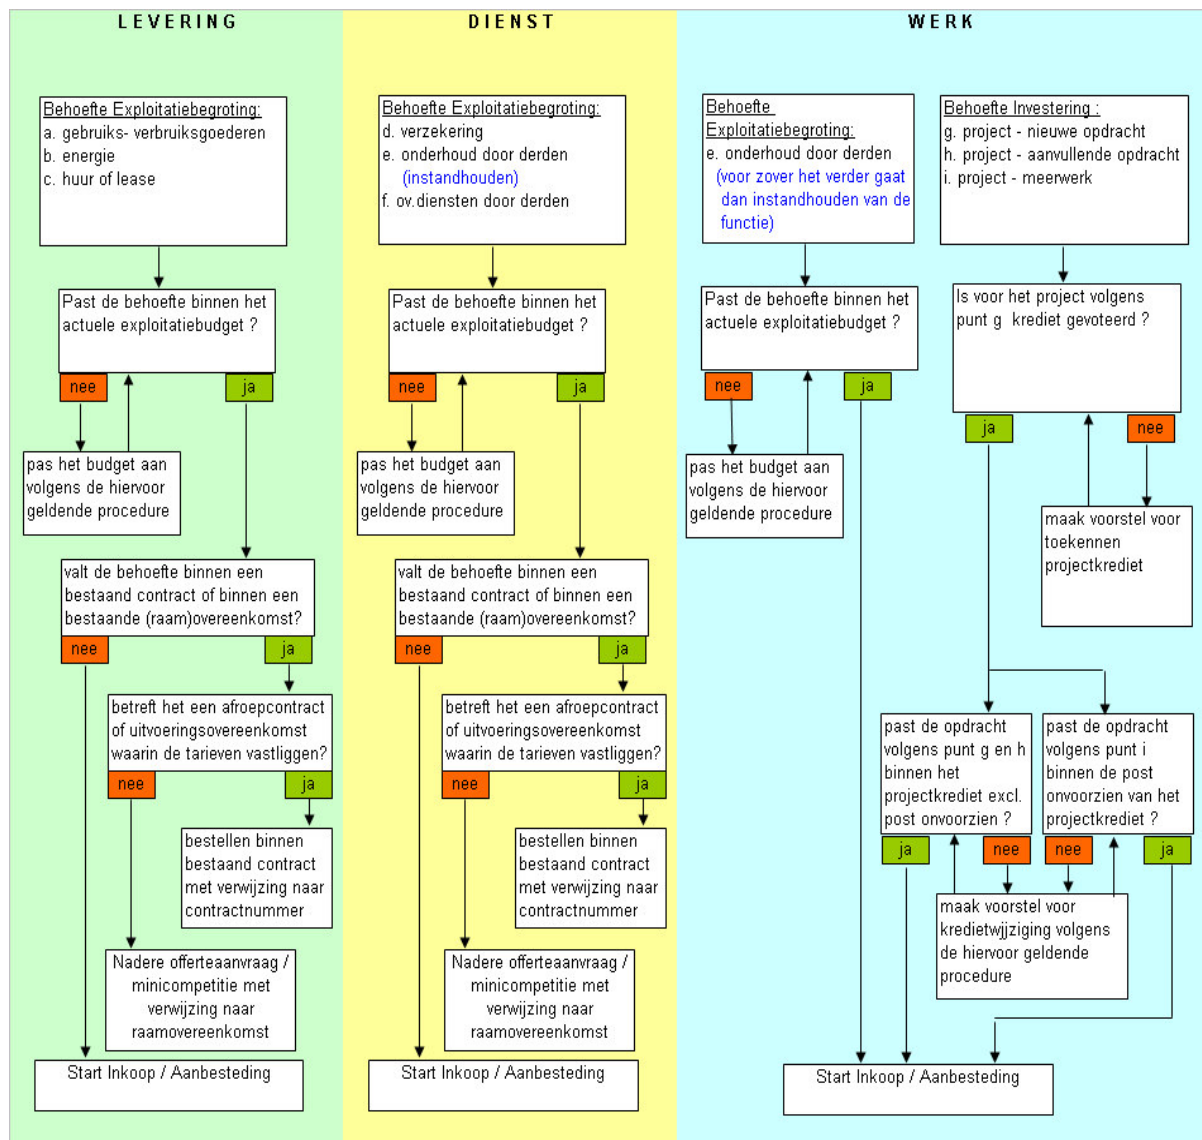 LEVERING
Behoefte Exploitatiebegroting:
a. gebruiks- verbruiksgoederen
b. energie
c. huur of lease
Past de behoefte binnen het
actuele exploitatiebudget ?
nee
ja
pas het budget aan
volgens de hiervoor
geldende procedure
valt de behoefte binnen een
bestaand contract of binnen een
bestaande (raam)overeenkomst?
nee
ja
betreft het een afroepcontract
of uitvoeringsovereenkomst
waarin de tarieven vastliggen?
nee
ja
bestellen binnen
bestaand contract
met verwijzing naar
contractnummer
Nadere offerteaanvraag /
minicompetitie met
verwijzing naar
raamovereenkomst
Start Inkoop / Aanbesteding
DIENST
Behoefte Exploitatiebegroting:
d. verzekering
e. onderhoud door derden
(instandhouden)
f. ov.diensten door derden
Past de behoefte binnen het
actuele exploitatiebudget ?
nee
ja
pas het budget aan
volgens de hiervoor
geldende procedure
valt de behoefte binnen een
bestaand contract of binnen een
bestaande (raam)overeenkomst?
nee
ja
betreft het een afroepcontract
of uitvoeringsovereenkomst
waarin de tarieven vastliggen?
nee
ja
bestellen binnen
bestaand contract
met verwijzing naar
contractnummer
Nadere offerteaanvraag /
minicompetitie met
verwijzing naar
raamovereenkomst
Start Inkoop / Aanbesteding
WERK
Behoefte
Exploitatiebegroting:
e. onderhoud door derden
(voor zover het verder gaat
dan instandhouden van de
functie)
Past de behoefte binnen het
actuele exploitatiebudget ?
nee
ja
pas het budget aan
volgens de hiervoor
geldende procedure
Behoefte Investering :
g. project - nieuwe opdracht
h. project - aanvullende opdracht
i. project - meerwerk
Is voor het project volgens
punt g krediet gevoteerd ?
ja
nee
maak voorstel voor
toekennen
projectkrediet
past de opdracht
volgens punt g en h
binnen het
projectkrediet excl.
post onvoorzien ?
ja
nee
past de opdracht
volgens punt i
binnen de post
onvoorzien van het
projectkrediet ?
nee
ja
maak voorstel voor
kredietwjjziging volgens
de hiervoor geldende
procedure
Start Inkoop / Aanbesteding